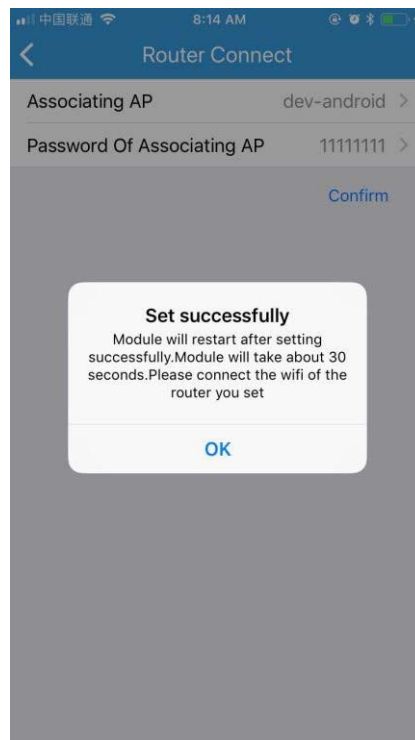 中国联通 8:14 AM
Router Connect
Associating AP dev-android
Password Of Associating AP 11111111
Confirm
Set successfully
Module will restart after setting
successfully.Module will take about 30
seconds.Please connect the wifi of the
router you set
OK